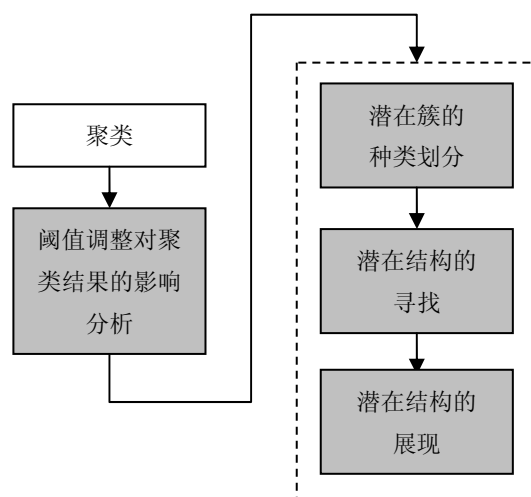 聚类
阈值调整对聚
类结果的影响
分析
潜在簇的
种类划分
潜在结构的
寻找
潜在结构的
展现